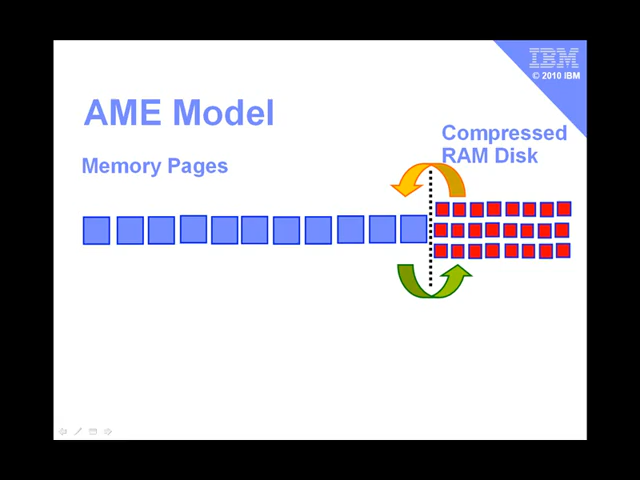 IBM
© 2010 IBM
AME Model
Compressed
RAM Disk
Memory Pages